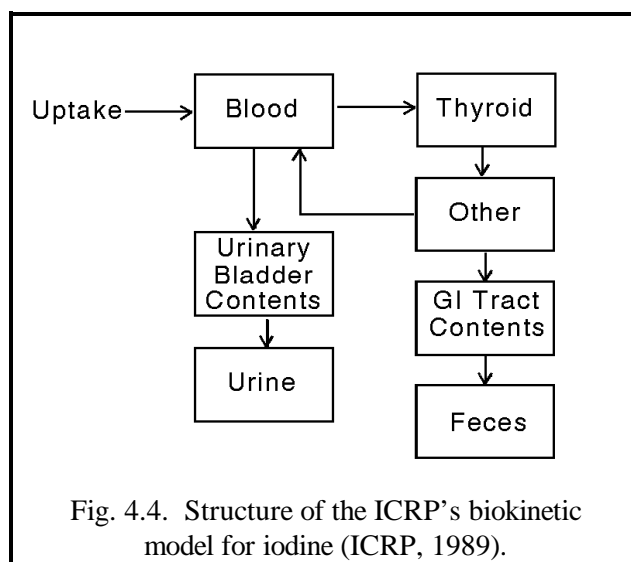 Uptake
Blood
Thyroid
Other
Urinary
Bladder
Contents
GI Tract
Contents
Urine
Feces
Fig. 4.4. Structure of the ICRP's biokinetic
model for iodine (ICRP, 1989).